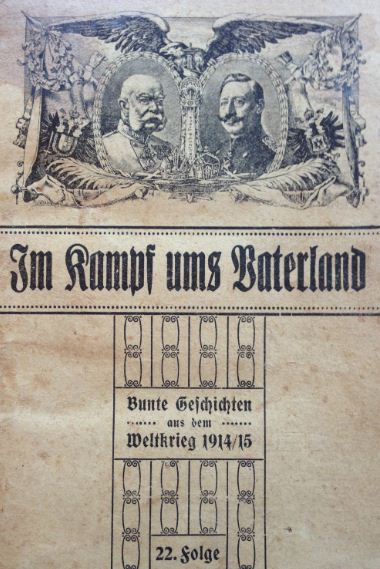 Im Kampf ums Vaterland
Bunte Geschichten
aus dem
Weltkrieg 1914/15
22. Folge